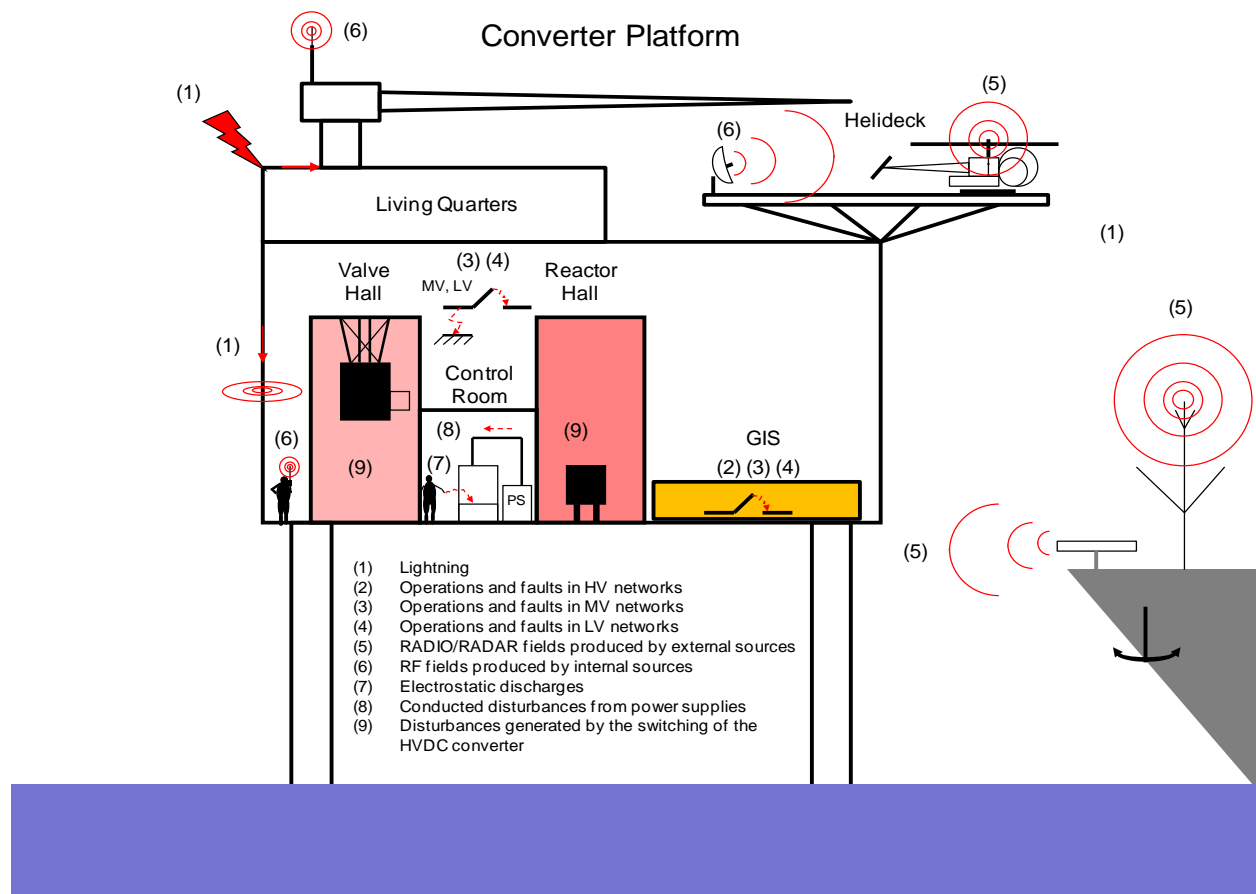 Converter Platform
(6)
(1)
(5)
(6)
Helideck
Living Quarters
(1)
(3) (4)
MV, LV
Valve
Hall
Reactor
Hall
(5)
(1)
Control
Room
(8)
(6)
(9)
(7)
PS
(9)
GIS
(2) (3) (4)
(5)
(1) Lightning
(2) Operations and faults in HV networks
(3) Operations and faults in MV networks
(4) Operations and faults in LV networks
(5) RADIO/RADAR fields produced by external sources
(6) RF fields produced by internal sources
(7) Electrostatic discharges
(8) Conducted disturbances from power supplies
(9) Disturbances generated by the switching of the
HVDC converter